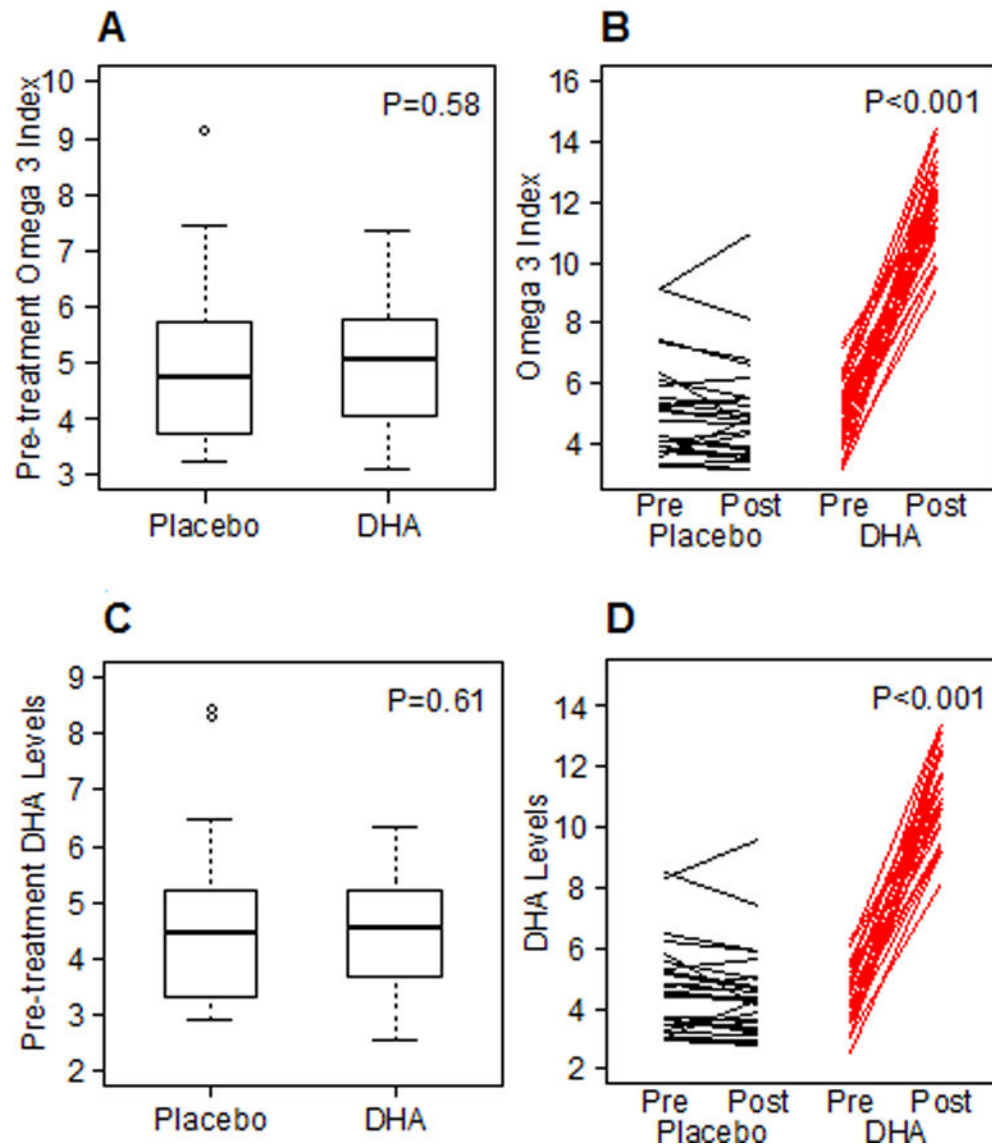 A
Pre-treatment Omega 3 Index
10
9
8
7
6
5
4
3
P=0.58
Placebo DHA
B
Omega 3 Index
16
14
12
10
8
6
4
P<0.001
Pre Post Pre Post
Placebo DHA
C
Pre-treatment DHA Levels
9
8
7
6
5
4
3
2
P=0.61
Placebo DHA
D
DHA Levels
14
12
10
8
6
4
2
P<0.001
Pre Post Pre Post
Placebo DHA